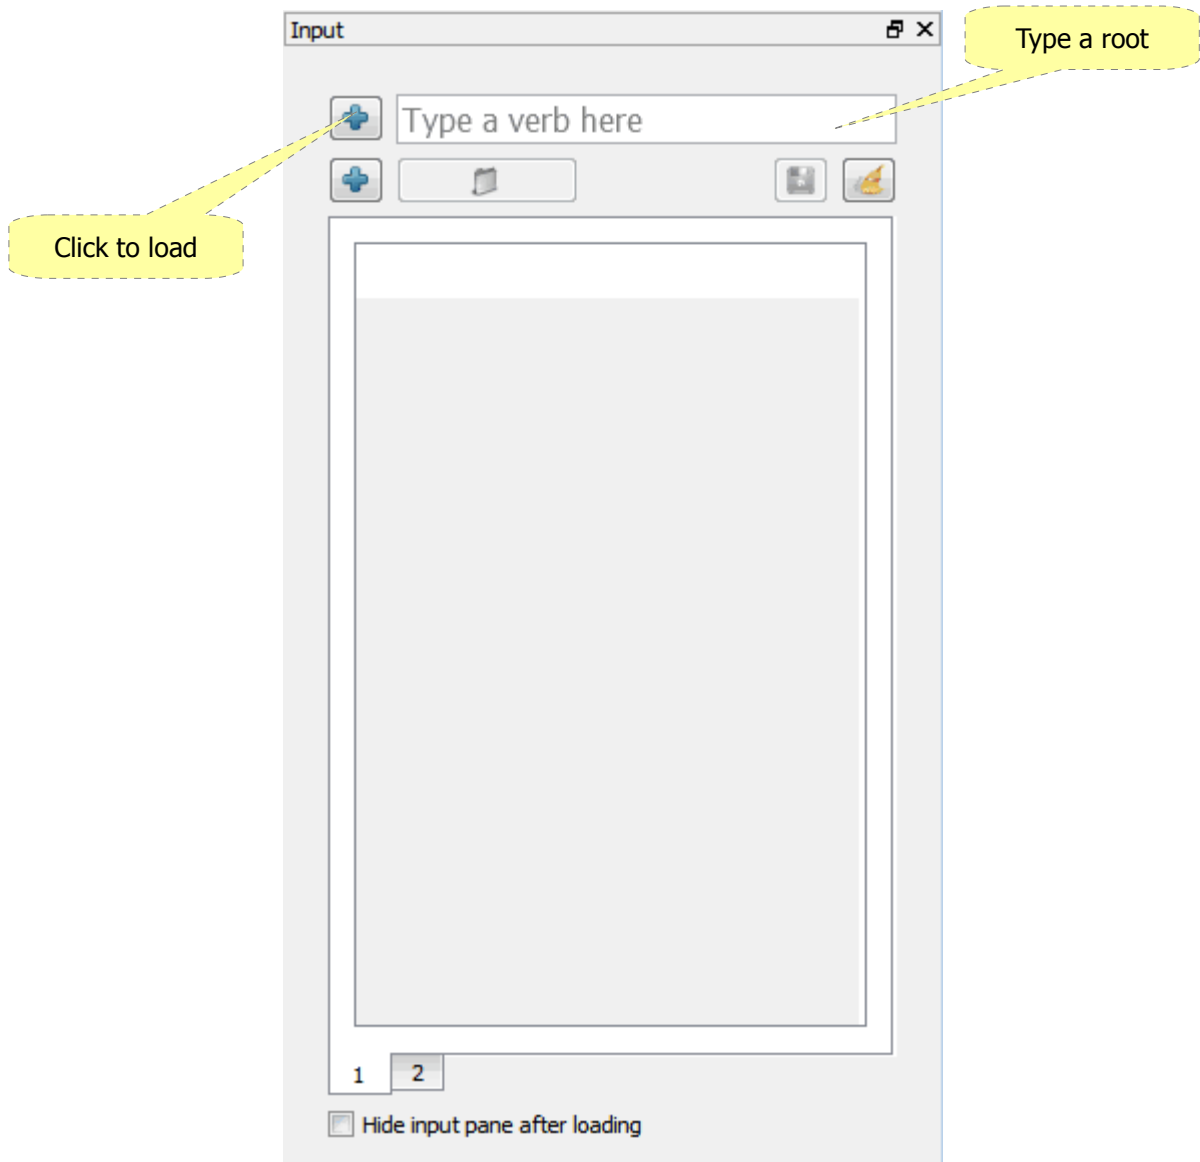 Input
Type a root
Type a verb here
Click to load
1
2
Hide input pane after loading